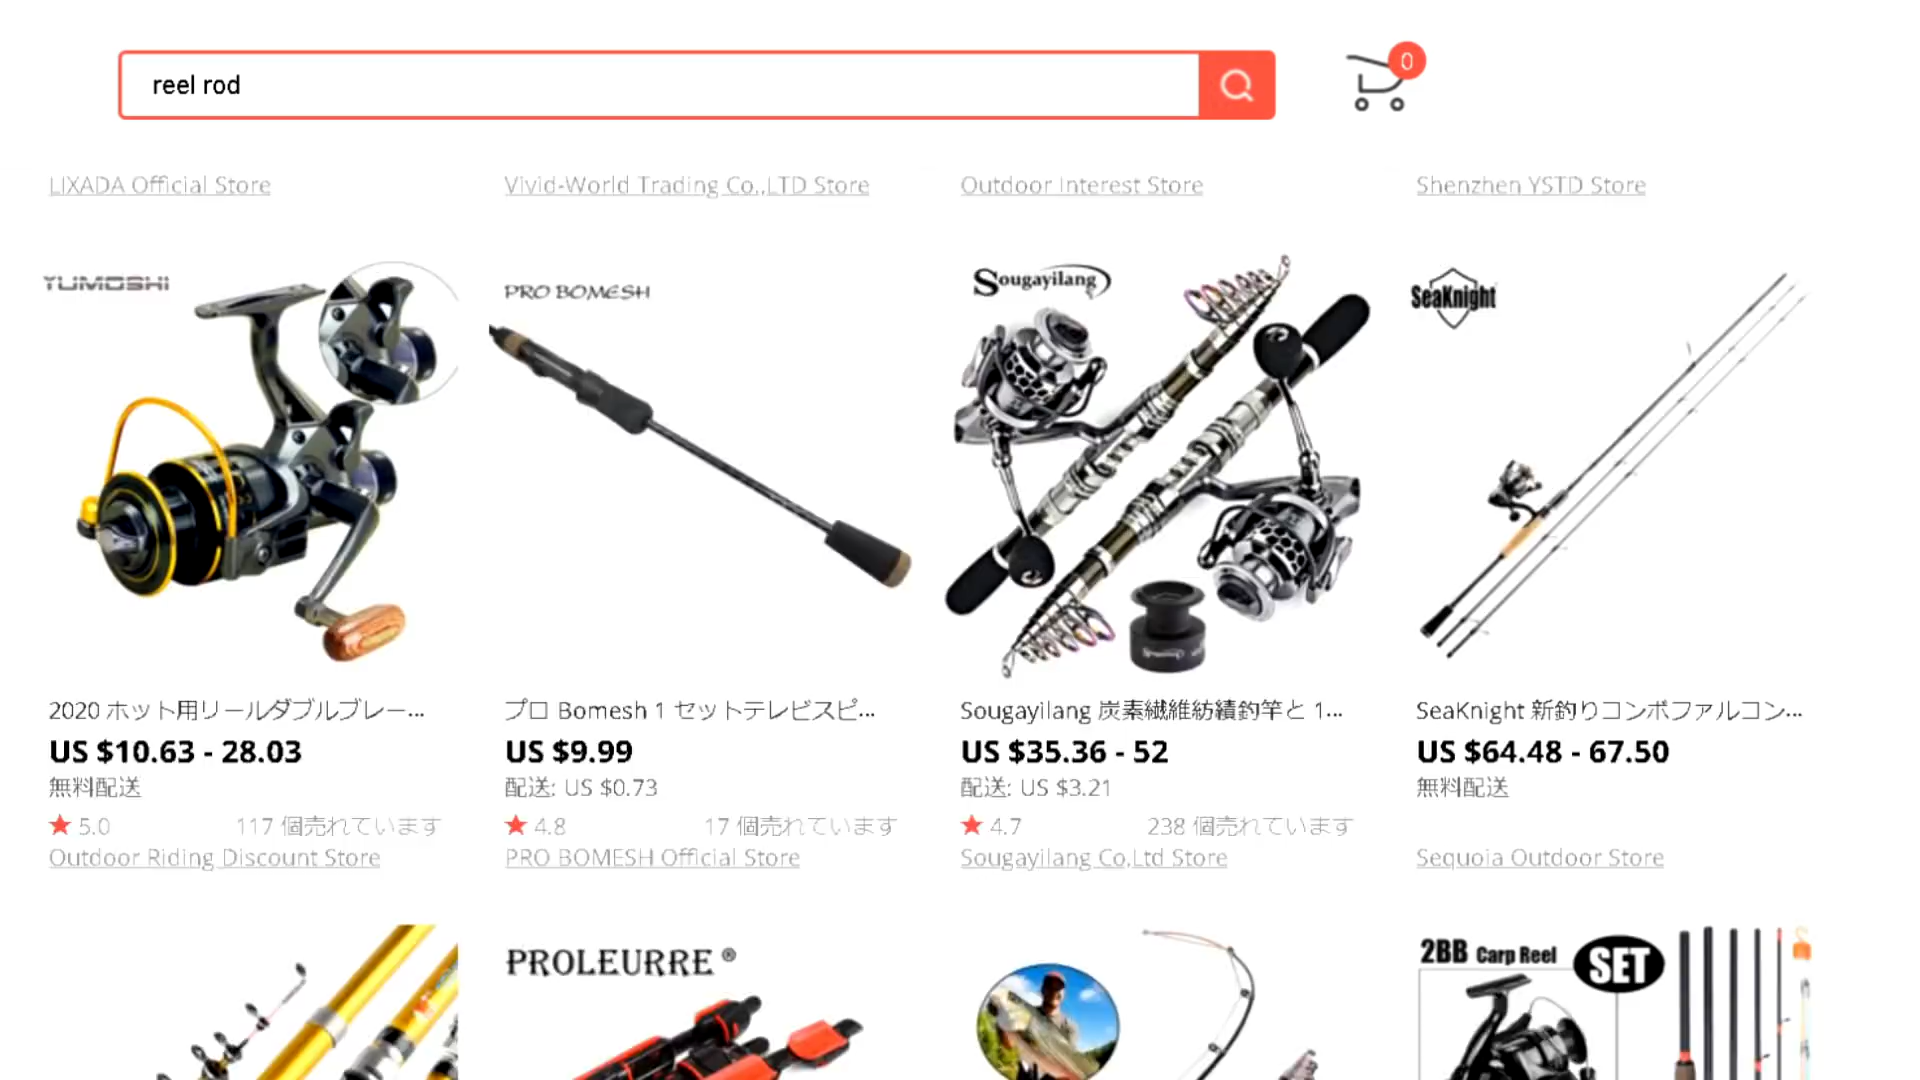 reel rod
0
LIXADA Official Store
Vivid-World Trading Co.,LTD Store
Outdoor Interest Store
Shenzhen YSTD Store
YUMOSHI
PRO BOMESH
Sougayilang
SeaKnight
2020 ホット用リールダブルブレー...
プロ Bomesh 1 セットテレビスピ...
Sougayilang 炭素繊維紡績釣竿と 1...
SeaKnight 新釣りコンボファルコン...
US $10.63 - 28.03
US $9.99
US $35.36 - 52
US $64.48 - 67.50
無料配送
配送: US $0.73
配送: US $3.21
無料配送
5.0
117 個売れています
4.8
17 個売れています
4.7
238 個売れています
Outdoor Riding Discount Store
PRO BOMESH Official Store
Sougayilang Co,Ltd Store
Sequoia Outdoor Store
PROLEURRE ®
2BB Carp Reel
SET